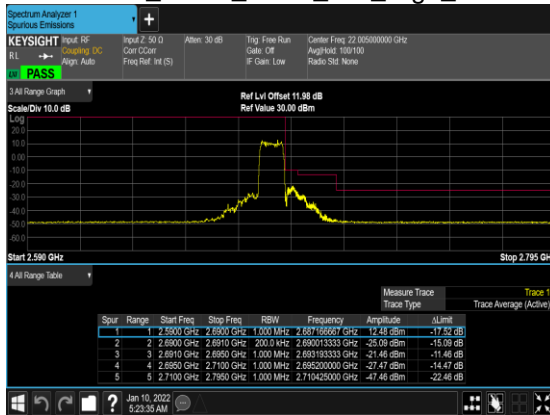 Spectrum Analyzer 1
Spurious Emissions
+
KEYSIGHT
RL
Input: RF
Coupling: DC
Align: Auto
Input Z: 50 Ω
Corr CCorr
Freq Ref: Int (S)
Atten: 30 dB
Trig: Free Run
Gate: Off
IF Gain: Low
Center Freq: 22.005000000 GHz
Avg|Hold: 100/100
Radio Std: None
PASS
3 All Range Graph
Scale/Div 10.0 dB
Ref Lvl Offset 11.98 dB
Ref Value 30.00 dBm
Log
20.0
10.0
0.00
-10.0
-20.0
-30.0
-40.0
-50.0
-60.0
Start 2.590 GHz
Stop 2.795 GH
4 All Range Table
Measure Trace Trace 1
Trace Type Trace Average (Active)
Spur Range Start Freq Stop Freq RBW Frequency Amplitude ΔLimit
1 1 2.5900 GHz 2.6900 GHz 1.000 MHz 2.687166667 GHz 12.48 dBm -17.52 dB
2 2 2.6900 GHz 2.6910 GHz 200.0 kHz 2.690013333 GHz -25.09 dBm -15.09 dB
3 3 2.6910 GHz 2.6950 GHz 1.000 MHz 2.693193333 GHz -21.46 dBm -11.46 dB
4 4 2.6950 GHz 2.7100 GHz 1.000 MHz 2.695200000 GHz -27.47 dBm -14.47 dB
5 5 2.7100 GHz 2.7950 GHz 1.000 MHz 2.710425000 GHz -47.46 dBm -22.46 dB
?
Jan 10, 2022
5:23:35 AM